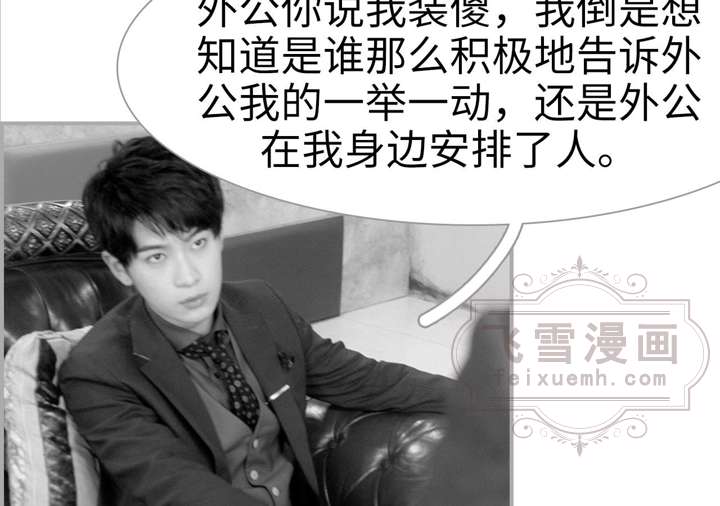 外公你说我装傻，我倒是想
知道是谁那么积极地告诉外
公我的一举一动，还是外公
在我身边安排了人。
飞雪漫画
feixuemh.com